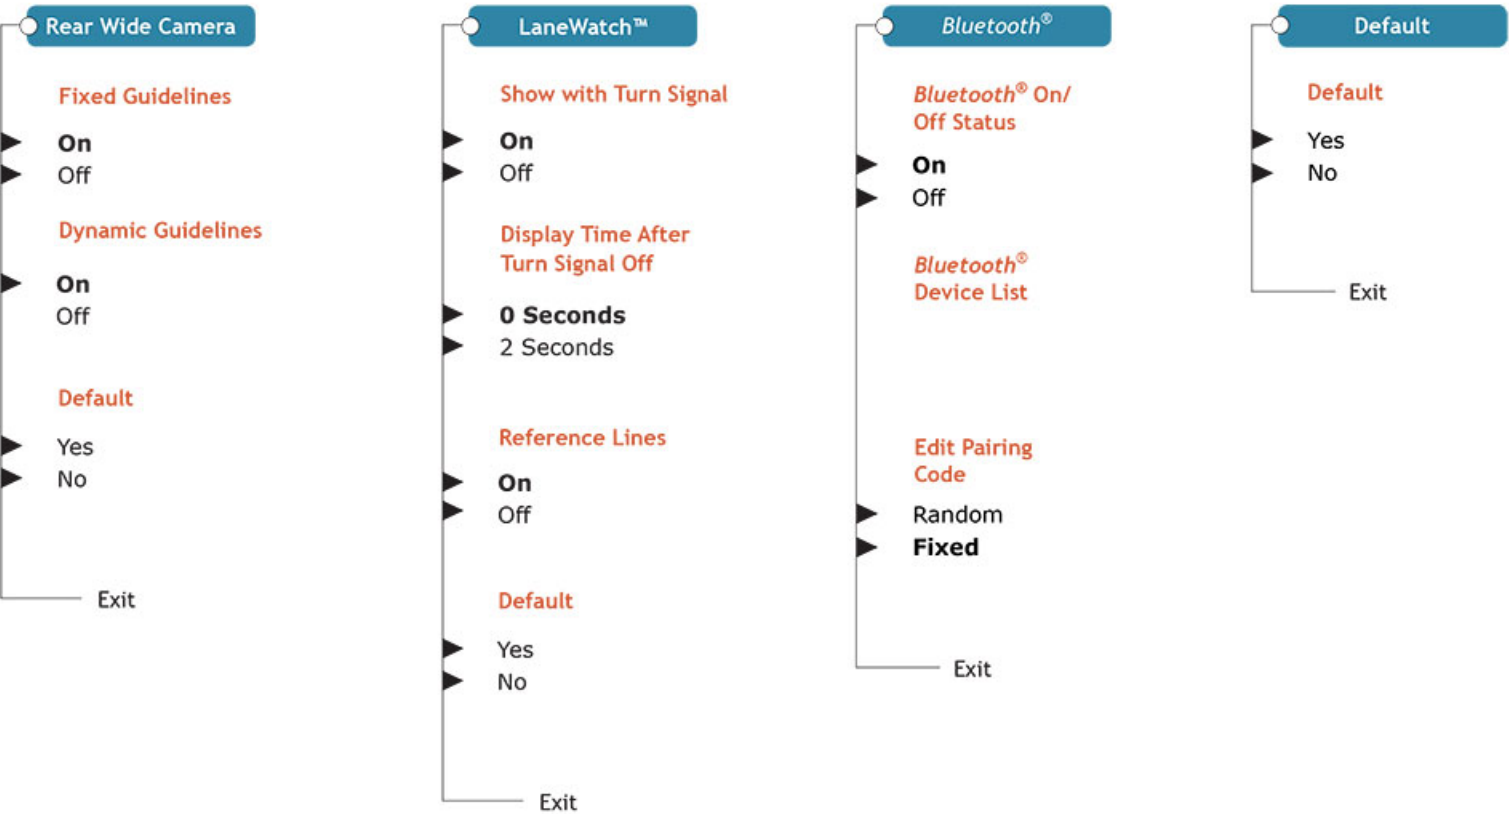 Rear Wide Camera
Fixed Guidelines
On
Off
Dynamic Guidelines
On
Off
Default
Yes
No
Exit
LaneWatch™
Show with Turn Signal
On
Off
Display Time After
Turn Signal Off
0 Seconds
2 Seconds
Reference Lines
On
Off
Default
Yes
No
Exit
Bluetooth®
Bluetooth® On/
Off Status
On
Off
Bluetooth®
Device List
Edit Pairing
Code
Random
Fixed
Exit
Default
Default
Yes
No
Exit